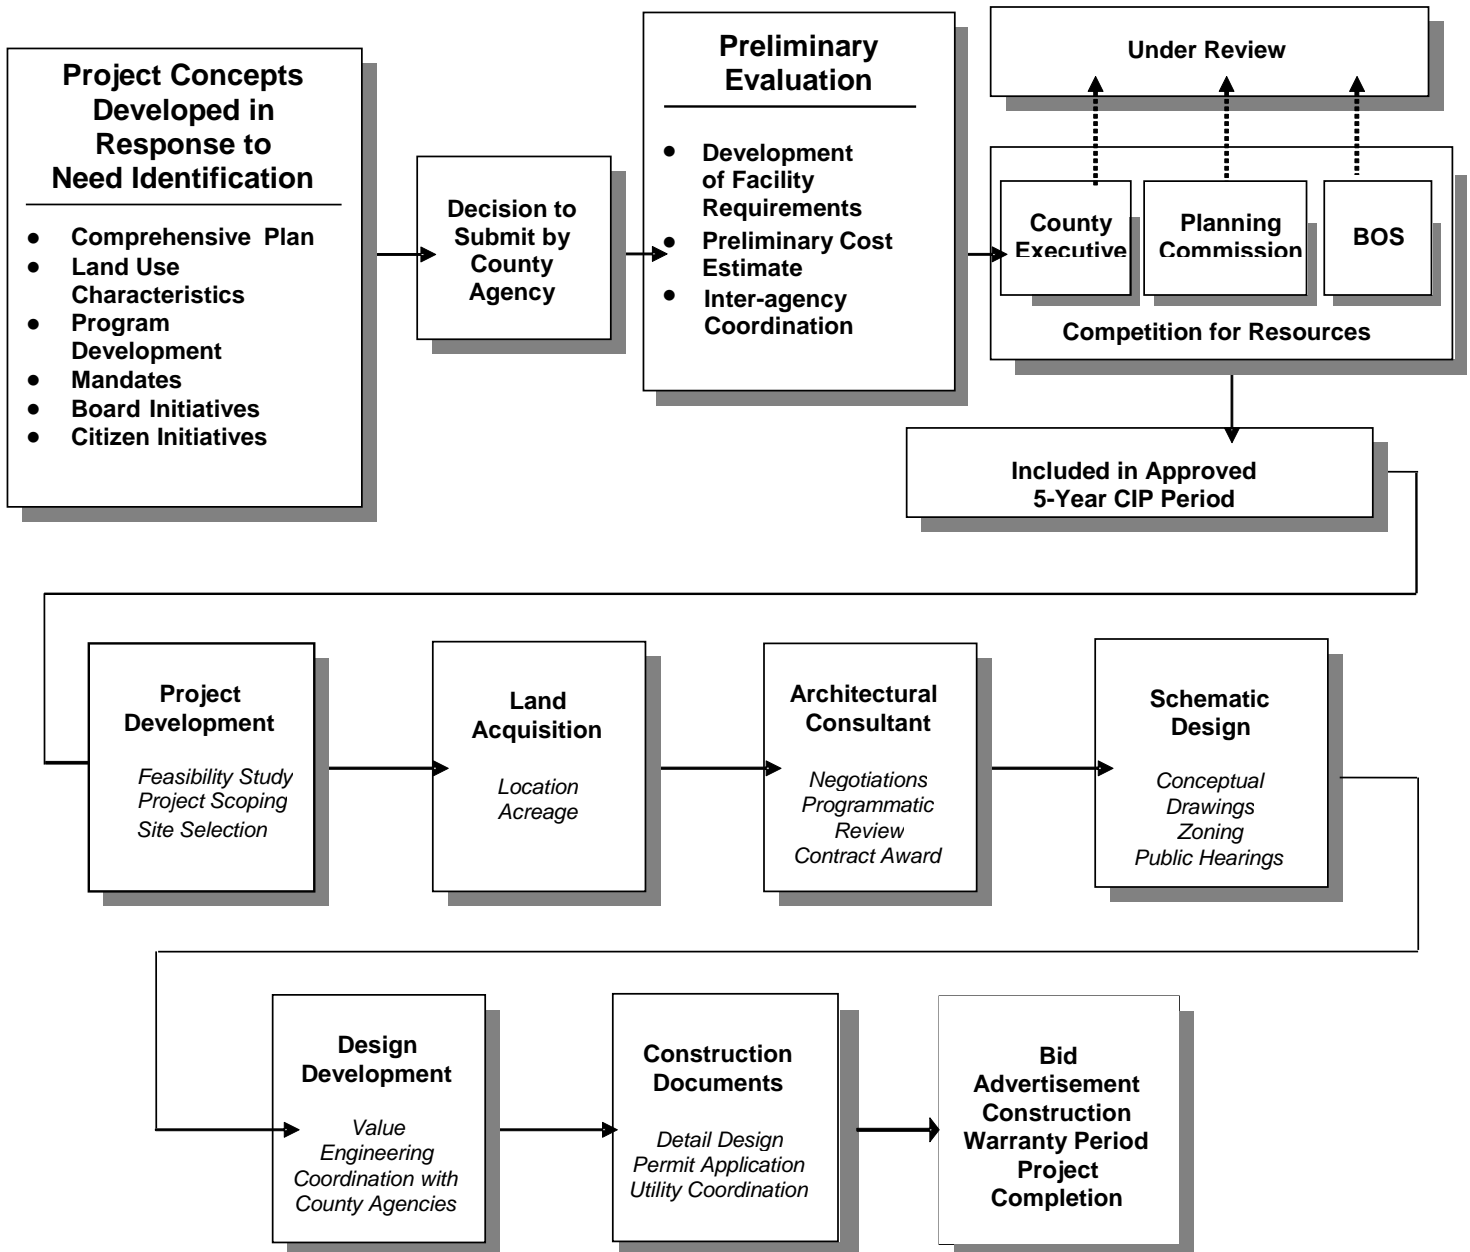 Project Concepts
Developed in
Response to
Need Identification
● Comprehensive Plan
● Land Use
Characteristics
● Program
Development
● Mandates
● Board Initiatives
● Citizen Initiatives
Decision to
Submit by
County
Agency
Preliminary
Evaluation
● Development
of Facility
Requirements
● Preliminary Cost
Estimate
● Inter-agency
Coordination
Under Review
County
Executive
Planning
Commission
BOS
Competition for Resources
Included in Approved
5-Year CIP Period
Project
Development
Feasibility Study
Project Scoping
Site Selection
Land
Acquisition
Location
Acreage
Architectural
Consultant
Negotiations
Programmatic
Review
Contract Award
Schematic
Design
Conceptual
Drawings
Zoning
Public Hearings
Design
Development
Value
Engineering
Coordination with
County Agencies
Construction
Documents
Detail Design
Permit Application
Utility Coordination
Bid
Advertisement
Construction
Warranty Period
Project
Completion